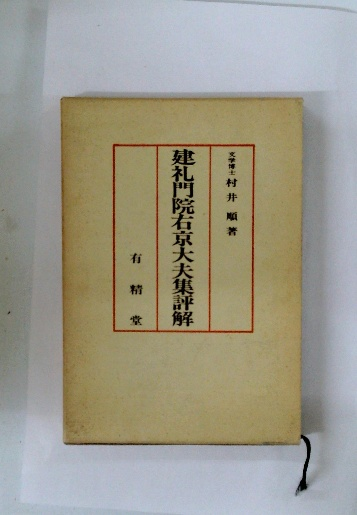 文学博士 村井順著
建礼門院右京大夫集評解
有精堂